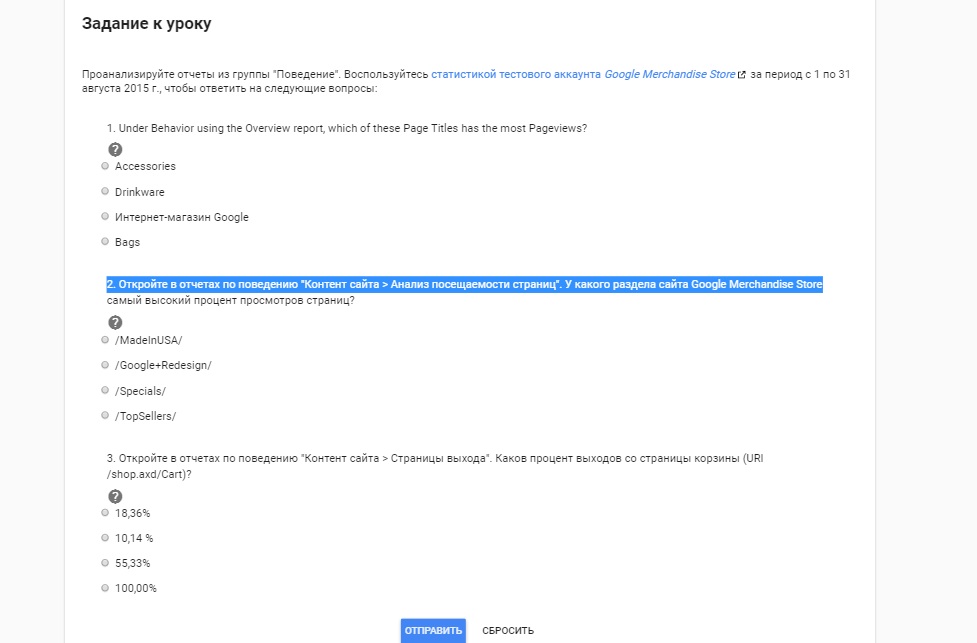 Задание к уроку
Проанализируйте отчеты из группы "Поведение". Воспользуйтесь статистикой тестового аккаунта Google Merchandise Store за период с 1 по 31
августа 2015 г., чтобы ответить на следующие вопросы:
1. Under Behavior using the Overview report, which of these Page Titles has the most Pageviews?
?
Accessories
Drinkware
Интернет-магазин Google
Bags
2. Откройте в отчетах по поведению "Контент сайта > Анализ посещаемости страниц". У какого раздела сайта Google Merchandise Store
самый высокий процент просмотров страниц?
?
/MadeInUSA/
/Google+Redesign/
/Specials/
/TopSellers/
3. Откройте в отчетах по поведению "Контент сайта > Страницы выхода". Каков процент выходов со страницы корзины (URI
/shop.axd/Cart)?
?
18,36%
10,14 %
55,33%
100,00%
ОТПРАВИТЬ СБРОСИТЬ